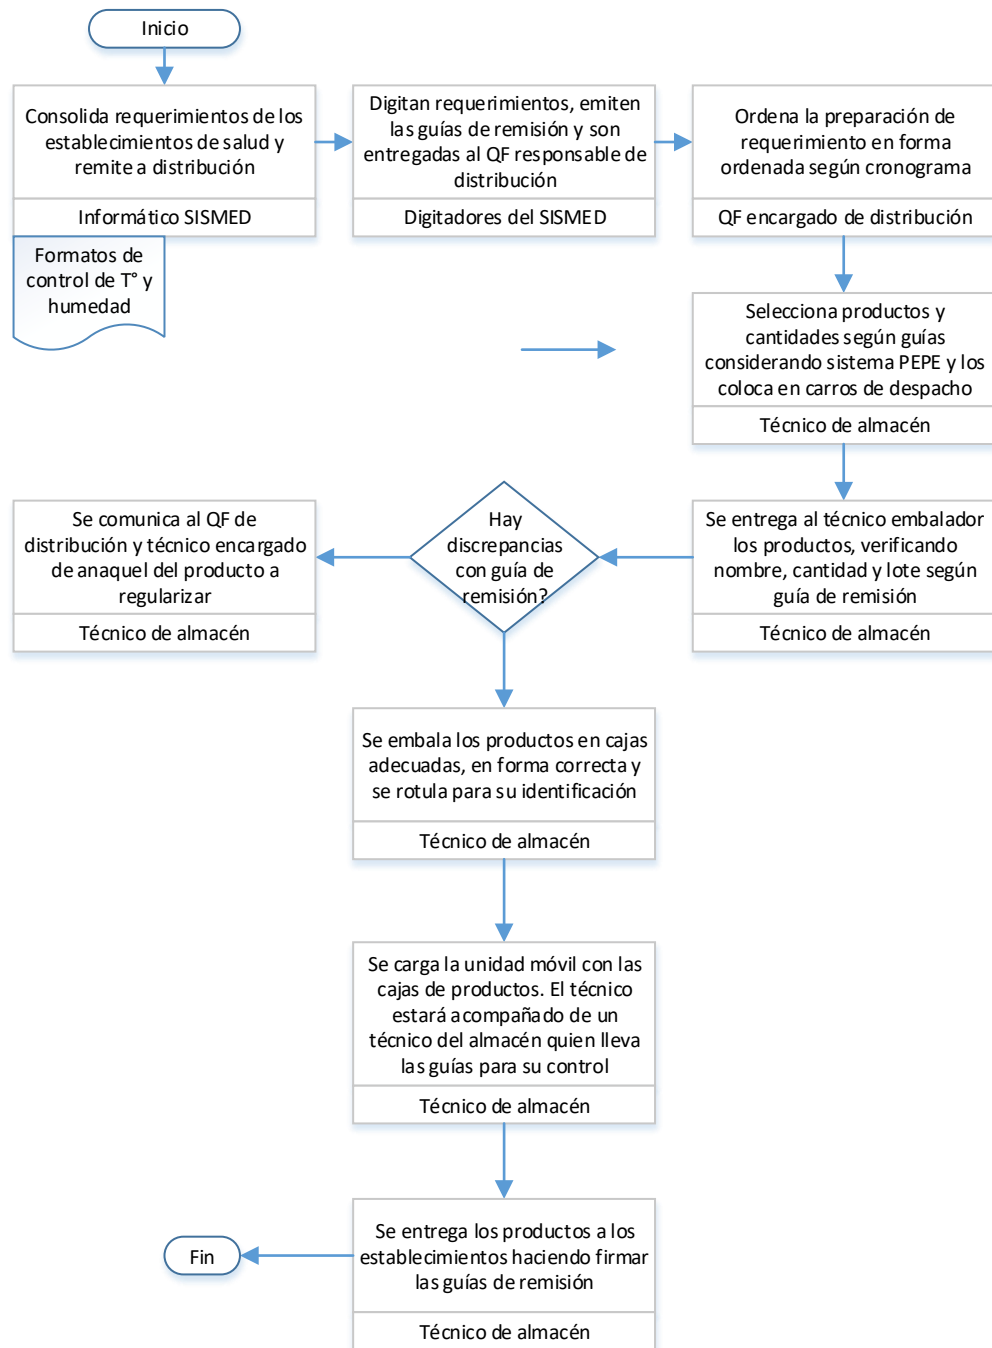 Inicio
Consolida requerimientos de los
establecimientos de salud y
remite a distribución
Informático SISMED
Formatos de
control de T° y
humedad
Digitan requerimientos, emiten
las guías de remisión y son
entregadas al QF responsable de
distribución
Digitadores del SISMED
Ordena la preparación de
requerimiento en forma
ordenada según cronograma
QF encargado de distribución
Selecciona productos y
cantidades según guías
considerando sistema PEPE y los
coloca en carros de despacho
Técnico de almacén
Se entrega al técnico embalador
los productos, verificando
nombre, cantidad y lote según
guía de remisión
Técnico de almacén
Hay
discrepancias
con guía de
remisión?
Se comunica al QF de
distribución y técnico encargado
de anaquel del producto a
regularizar
Técnico de almacén
Se embala los productos en cajas
adecuadas, en forma correcta y
se rotula para su identificación
Técnico de almacén
Se carga la unidad móvil con las
cajas de productos. El técnico
estará acompañado de un
técnico del almacén quien lleva
las guías para su control
Técnico de almacén
Se entrega los productos a los
establecimientos haciendo firmar
las guías de remisión
Técnico de almacén
Fin